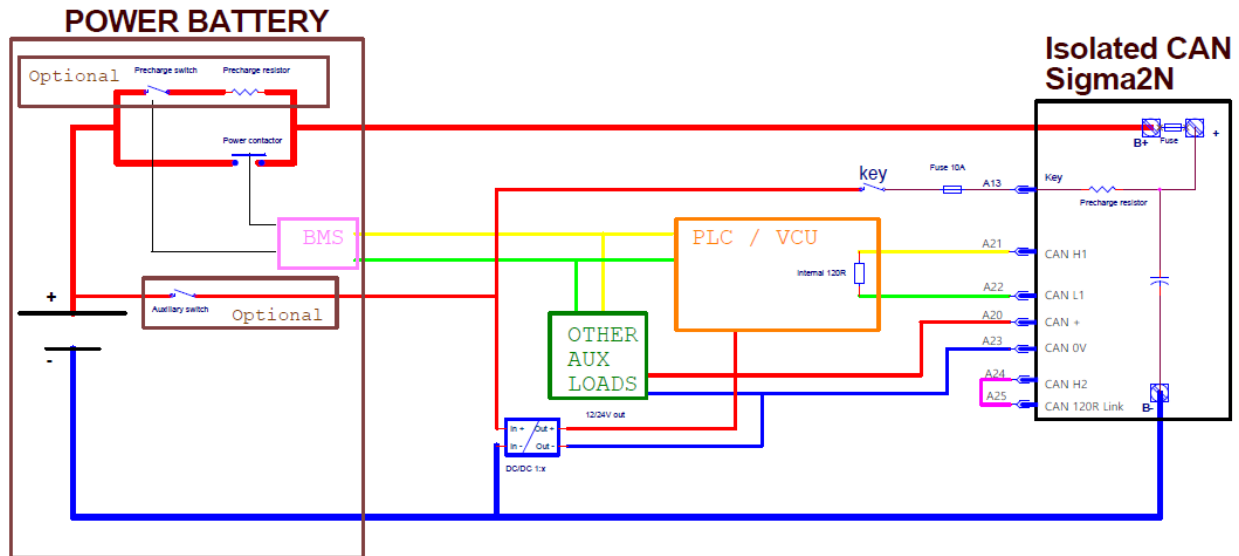 POWER BATTERY
Isolated CAN
Sigma2N
Optional
Precharge switch
Precharge resistor
Power contactor
B+
Fuse
+
key
Fuse 10A
A13
Key
Precharge resistor
BMS
PLC / VCU
Internal 120R
A21
CAN H1
A22
CAN L1
A20
CAN +
A23
CAN 0V
A24
CAN H2
A25
CAN 120R Link
B-
+
-
Auxiliary switch
Optional
OTHER
AUX
LOADS
12/24V out
In + Out +
In - Out -
DC/DC 1:x